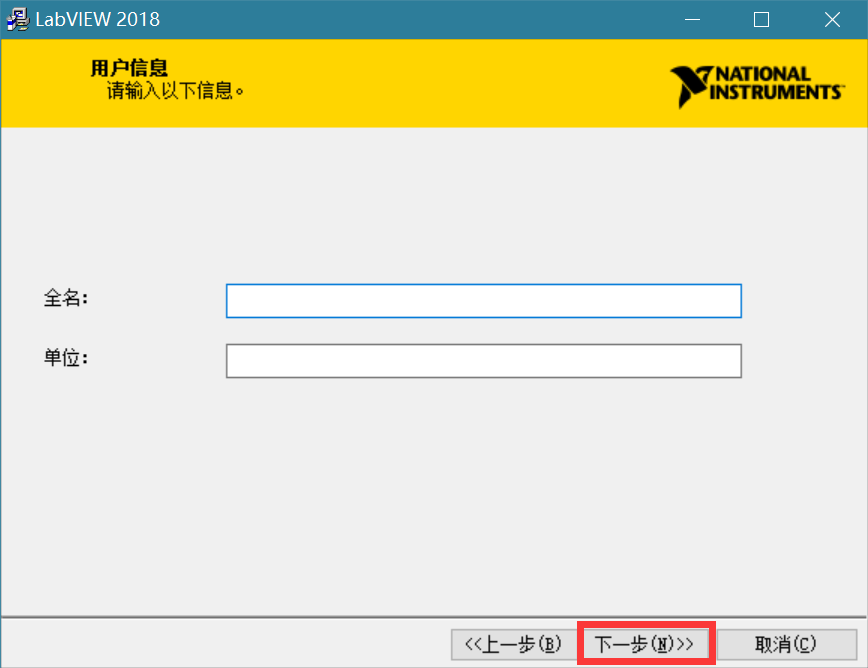 LabVIEW 2018
用户信息
请输入以下信息。
NATIONAL
INSTRUMENTS™
全名:
单位:
<<上一步(B) 下一步(N)>> 取消(C)